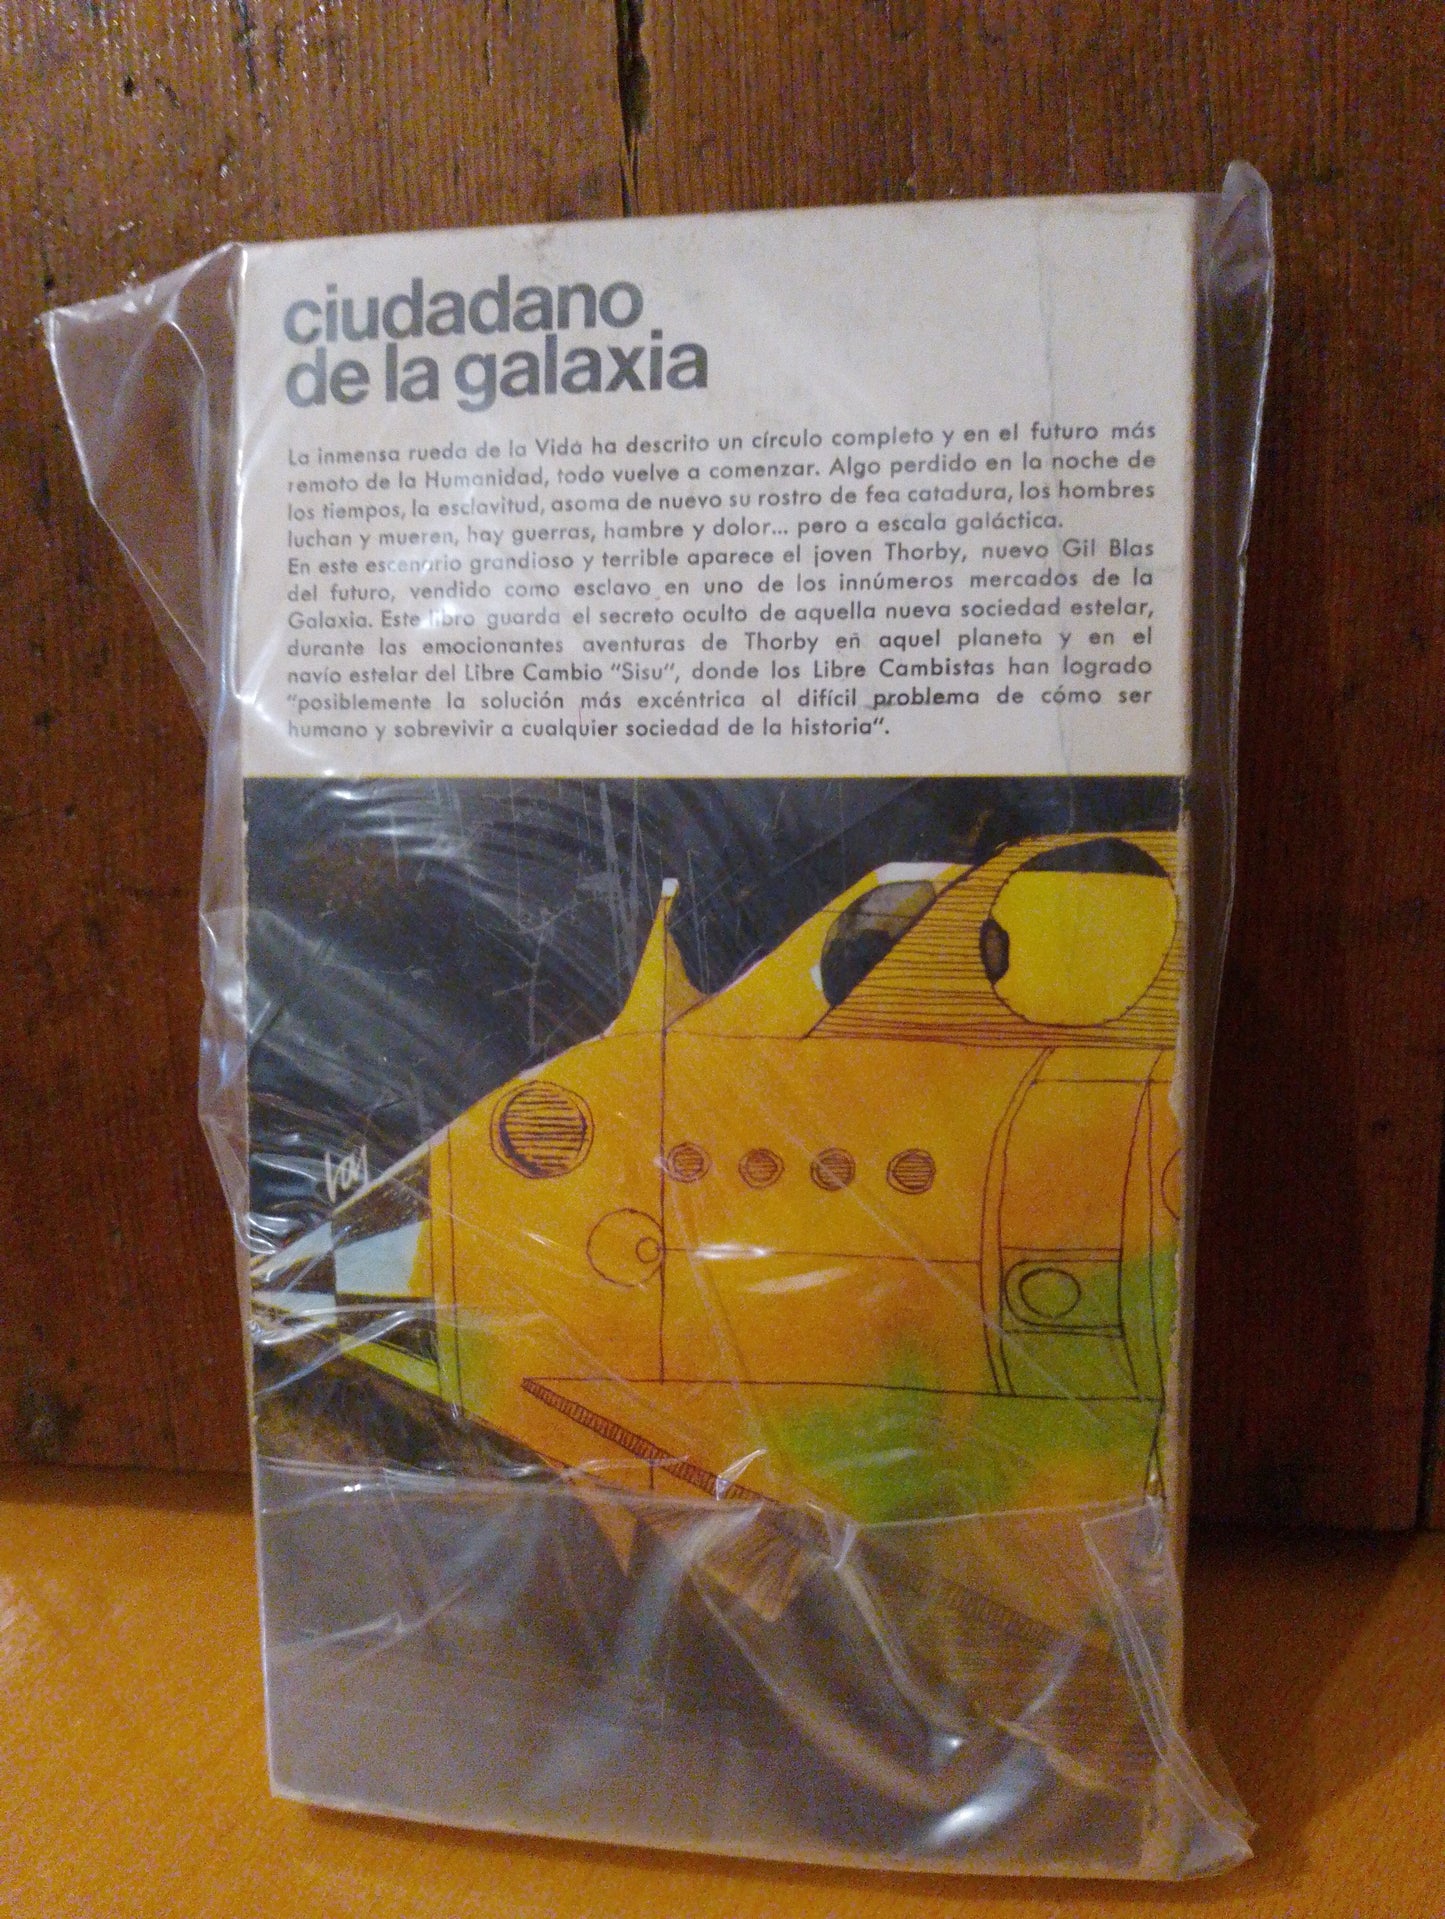 ciudadano
de la galaxia
La inmensa rueda de la Vida ha descrito un círculo completo y en el futuro más
remoto de la Humanidad, todo vuelve a comenzar. Algo perdido en la noche de
los tiempos, la esclavitud, asoma de nuevo su rostro de fea catadura, los hombres
luchan y mueren, hay guerras, hambre y dolor... pero a escala galáctica.
En este escenario grandioso y terrible aparece el joven Thorby, nuevo Gil Blas
del futuro, vendido como esclavo en uno de los innúmeros mercados de la
Galaxia. Este libro guarda el secreto oculto de aquella nueva sociedad estelar,
durante las emocionantes aventuras de Thorby en aquel planeta y en el
navío estelar del Libre Cambio "Sisu", donde los Libre Cambistas han logrado
"posiblemente la solución más excéntrica al difícil problema de cómo ser
humano y sobrevivir a cualquier sociedad de la historia".